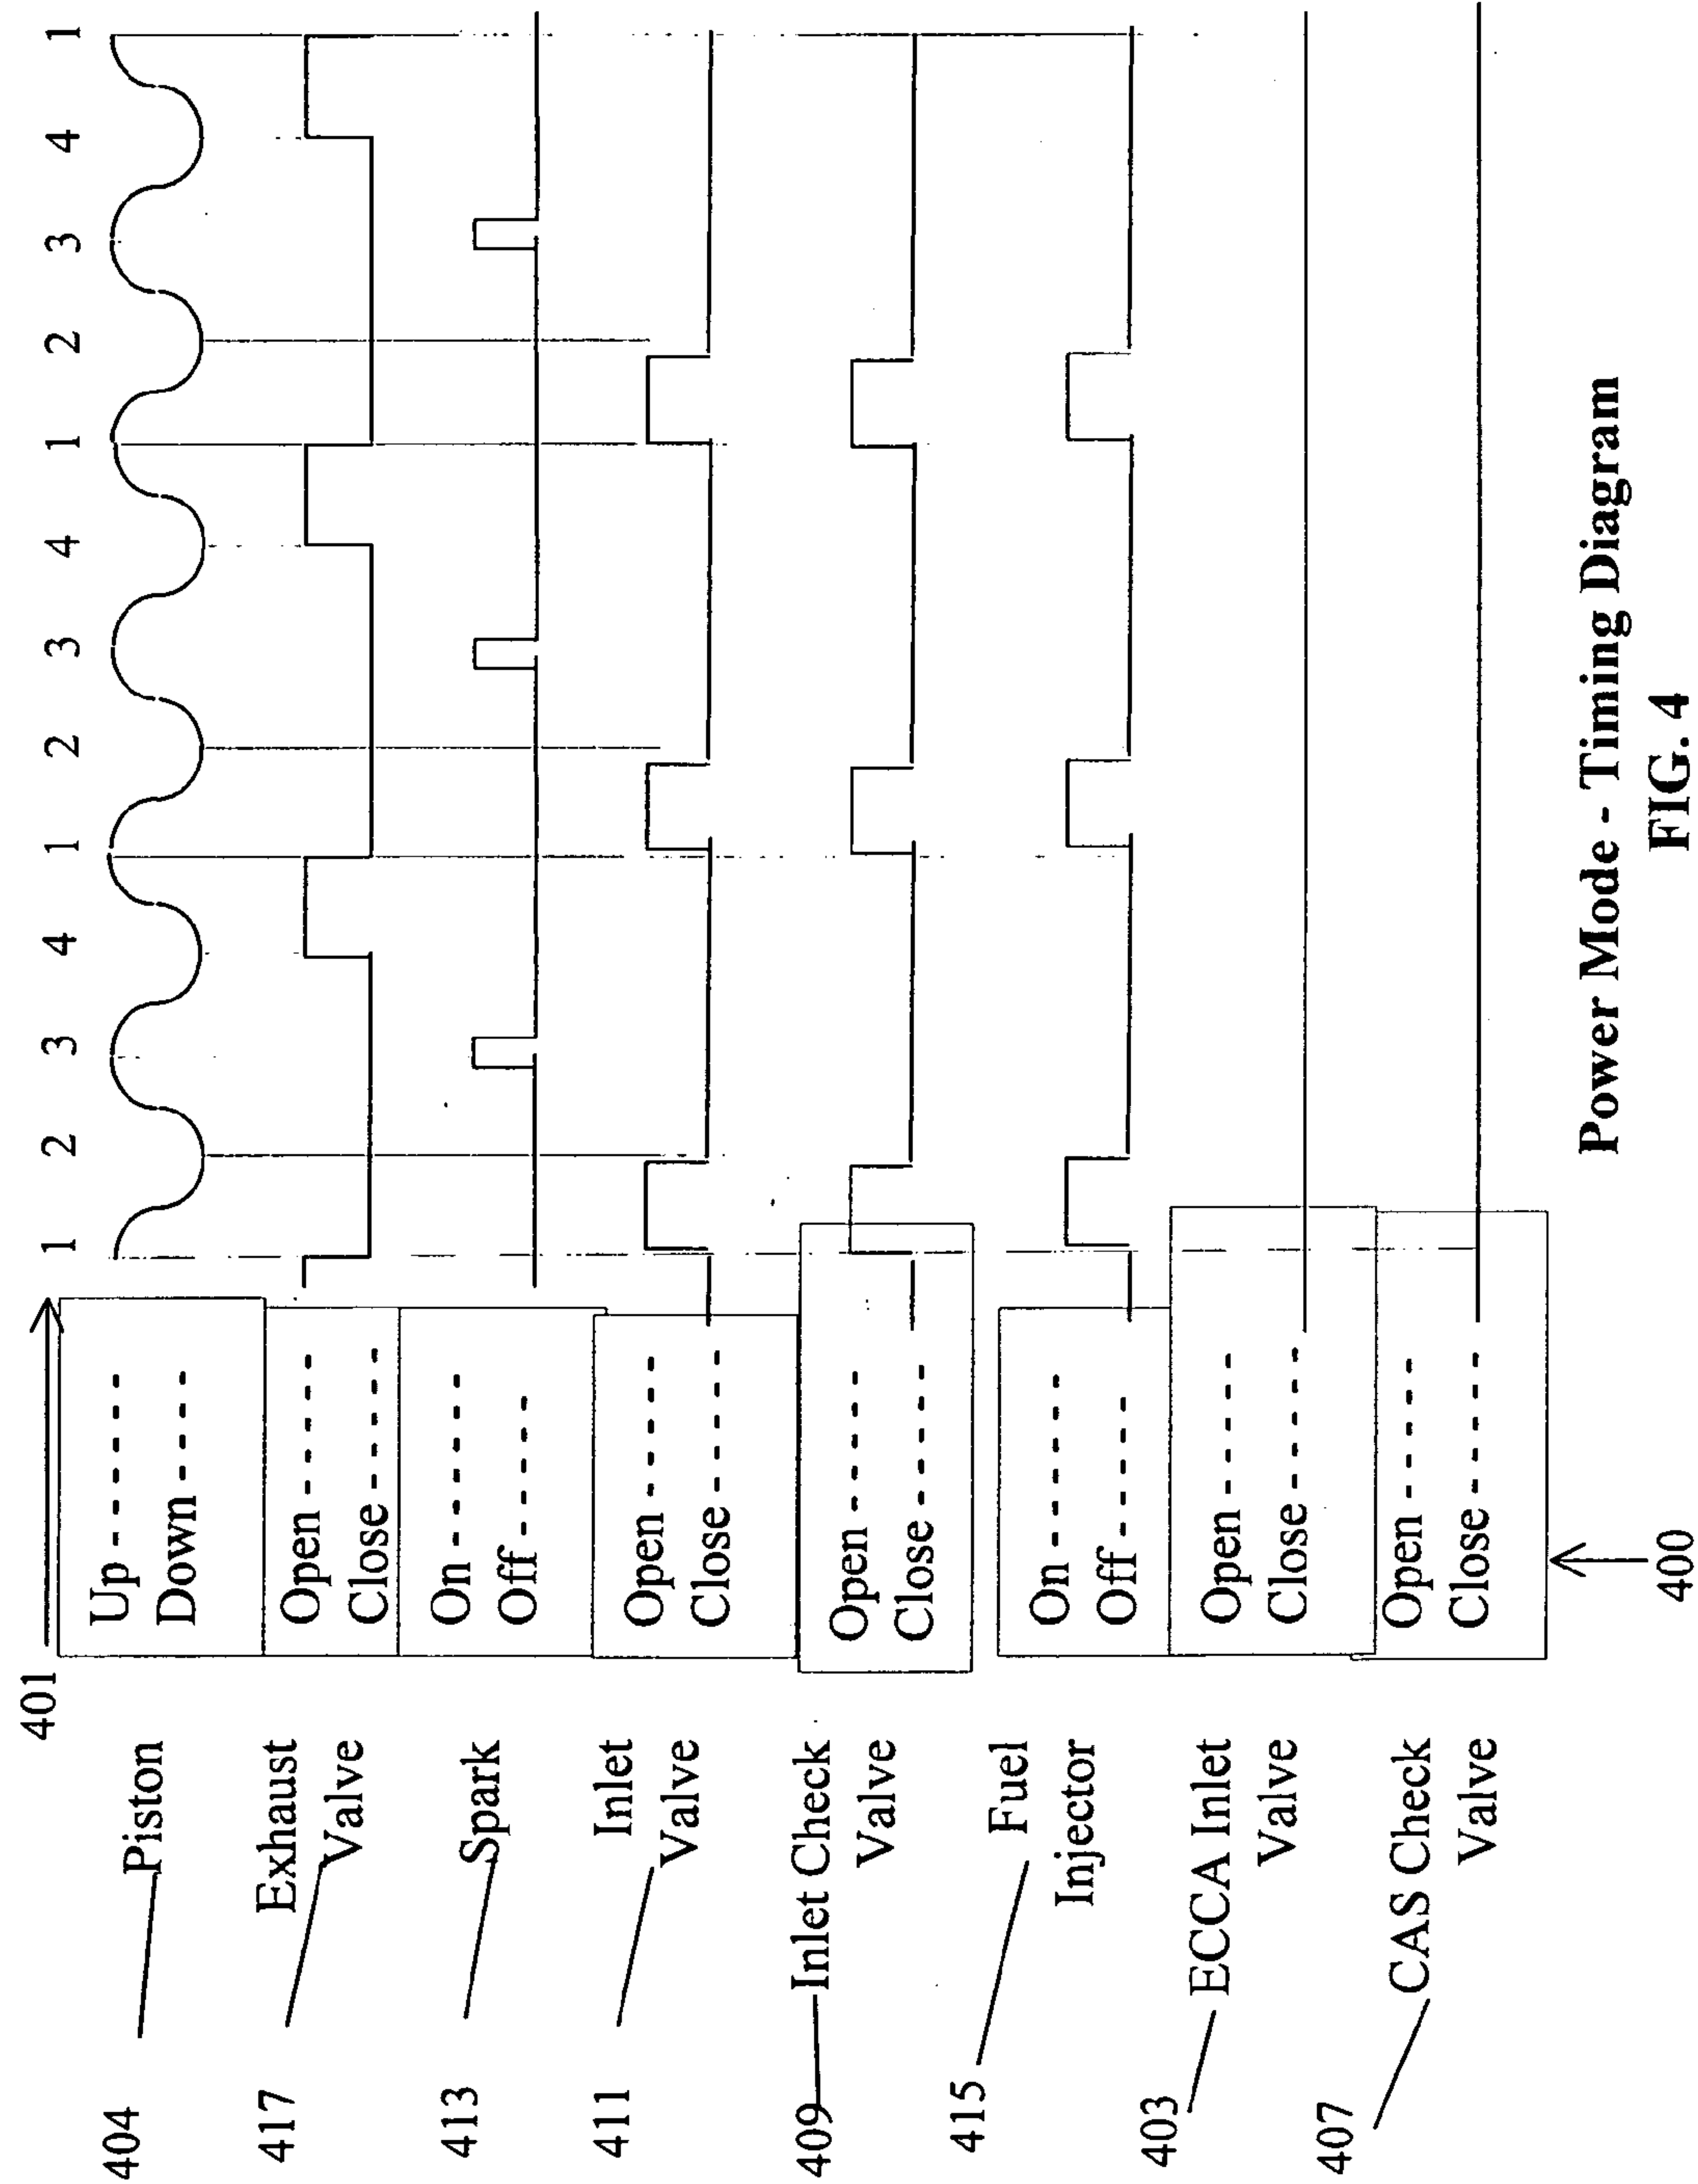 401
1 2 3 4 1 2 3 4 1 2 3 4 1
404 Piston
Up ------
Down -----
417 Exhaust
Valve
Open ------
Close ------
413 Spark
On ------
Off -----
411 Inlet
Valve
Open ------
Close ------
409 Inlet Check
Valve
Open ------
Close ------
415 Fuel
Injector
On ------
Off -----
403 ECCA Inlet
Valve
Open -----
Close ------
407 CAS Check
Valve
Open -----
Close -----
400
Power Mode - Timing Diagram
FIG. 4